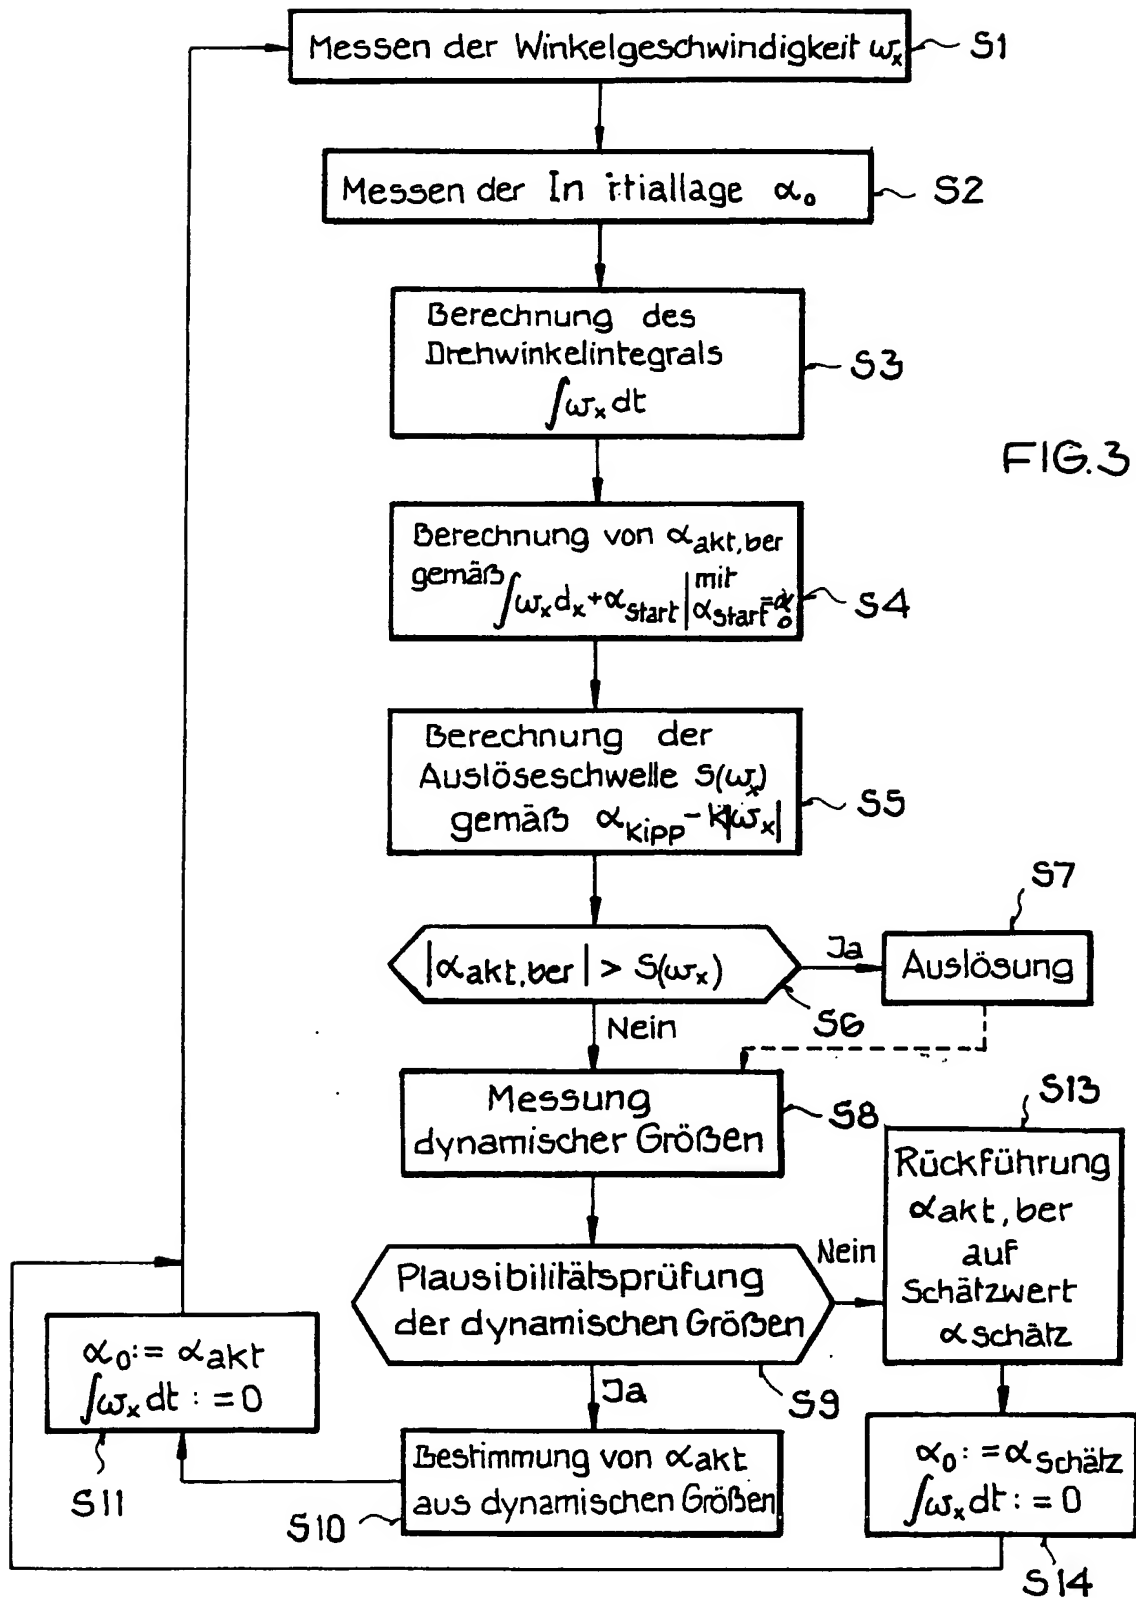 Messen der Winkelgeschwindigkeit ωx
S1
Messen der In itiallage α0
S2
Berechnung des
Drehwinkelintegrals
∫ωx dt
S3
FIG.3
Berechnung von αakt,ber
gemäß ∫ωx dx + αstart | mit αstart=α0
S4
Berechnung der
Auslöseschwelle S(ωx)
gemäß αKipp - k|ωx|
S5
|αakt,ber| > S(ωx)
S6
Ja
S7
Auslösung
Nein
Messung
dynamischer Größen
S8
S13
Rückführung
αakt,ber
auf
Schätzwert
αschätz
Plausibilitätsprüfung
der dynamischen Größen
Nein
S9
Ja
α0:= αakt
∫ωx dt := 0
S11
Bestimmung von αakt
aus dynamischen Größen
S10
α0:= αschätz
∫ωx dt := 0
S14